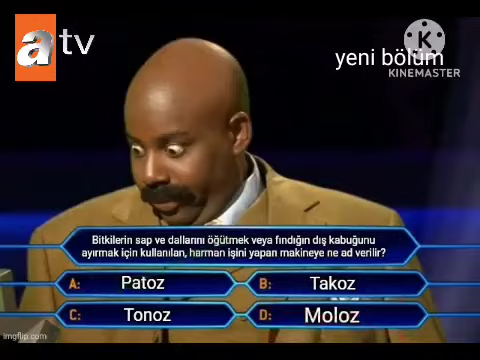 atv
yeni bölüm
KINEMASTER
Bitkilerin sap ve dallarını öğütmek veya fındığın dış kabuğunu
ayırmak için kullanılan, harman işini yapan makineye ne ad verilir?
A: Patoz
B: Takoz
C: Tonoz
D: Moloz
imgflip.com